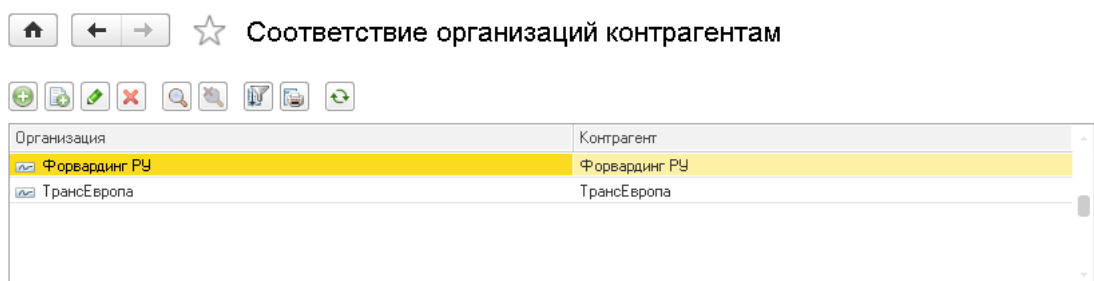 Соответствие организаций контрагентам
Организация Контрагент
Форвардинг РУ Форвардинг РУ
ТрансЕвропа ТрансЕвропа